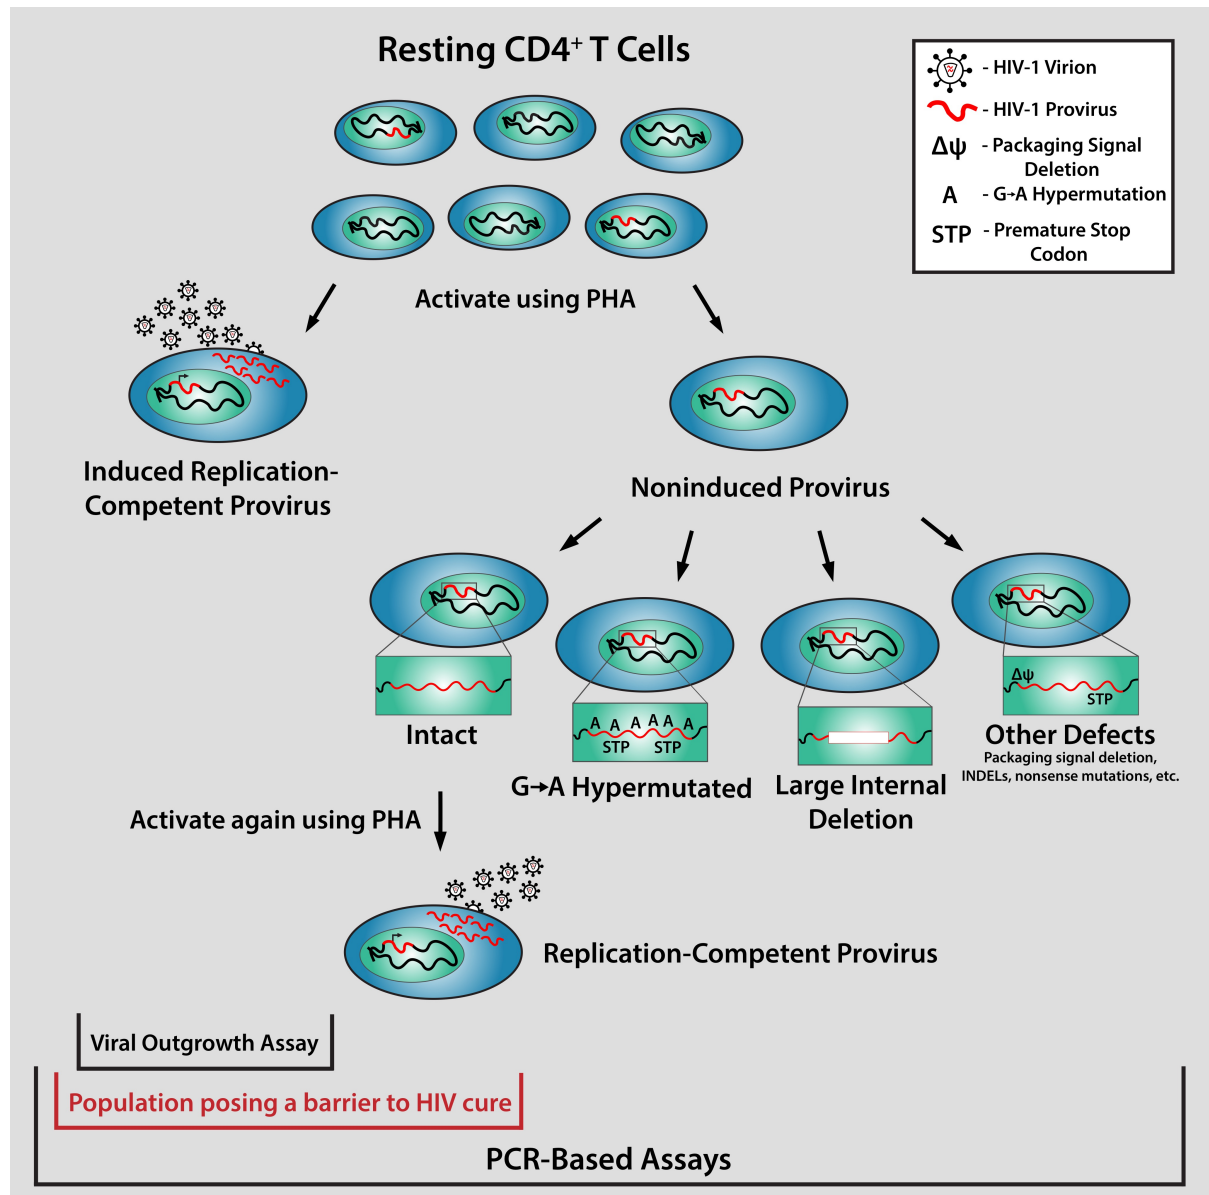 Resting CD4⁺ T Cells
- HIV-1 Virion
- HIV-1 Provirus
Δψ - Packaging Signal
Deletion
A - G→A Hypermutation
STP - Premature Stop
Codon
Activate using PHA
Induced Replication-
Competent Provirus
Noninduced Provirus
Intact
A A A A A A
STP STP
G→A Hypermutated
Large Internal
Deletion
Δψ
STP
Other Defects
Packaging signal deletion,
INDELs, nonsense mutations, etc.
Activate again using PHA
Replication-Competent Provirus
Viral Outgrowth Assay
Population posing a barrier to HIV cure
PCR-Based Assays